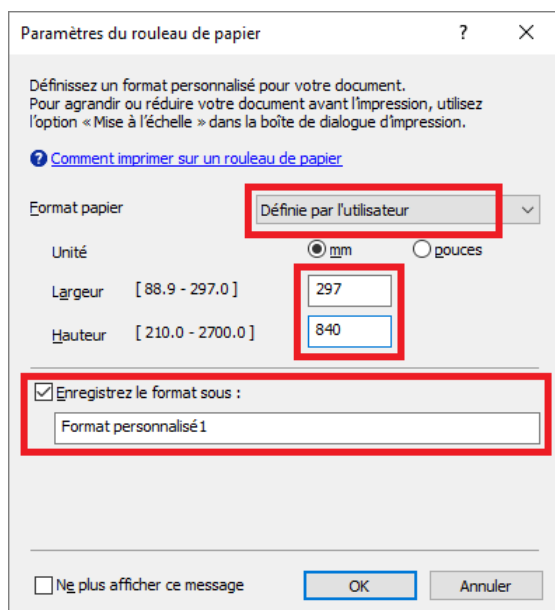 Paramètres du rouleau de papier ? ×
Définissez un format personnalisé pour votre document.
Pour agrandir ou réduire votre document avant l'impression, utilisez
l'option « Mise à l'échelle » dans la boîte de dialogue d'impression.
? Comment imprimer sur un rouleau de papier
Format papier Définie par l'utilisateur
Unité mm pouces
Largeur [ 88.9 - 297.0 ] 297
Hauteur [ 210.0 - 2700.0 ] 840
Enregistrez le format sous :
Format personnalisé1
Ne plus afficher ce message OK Annuler